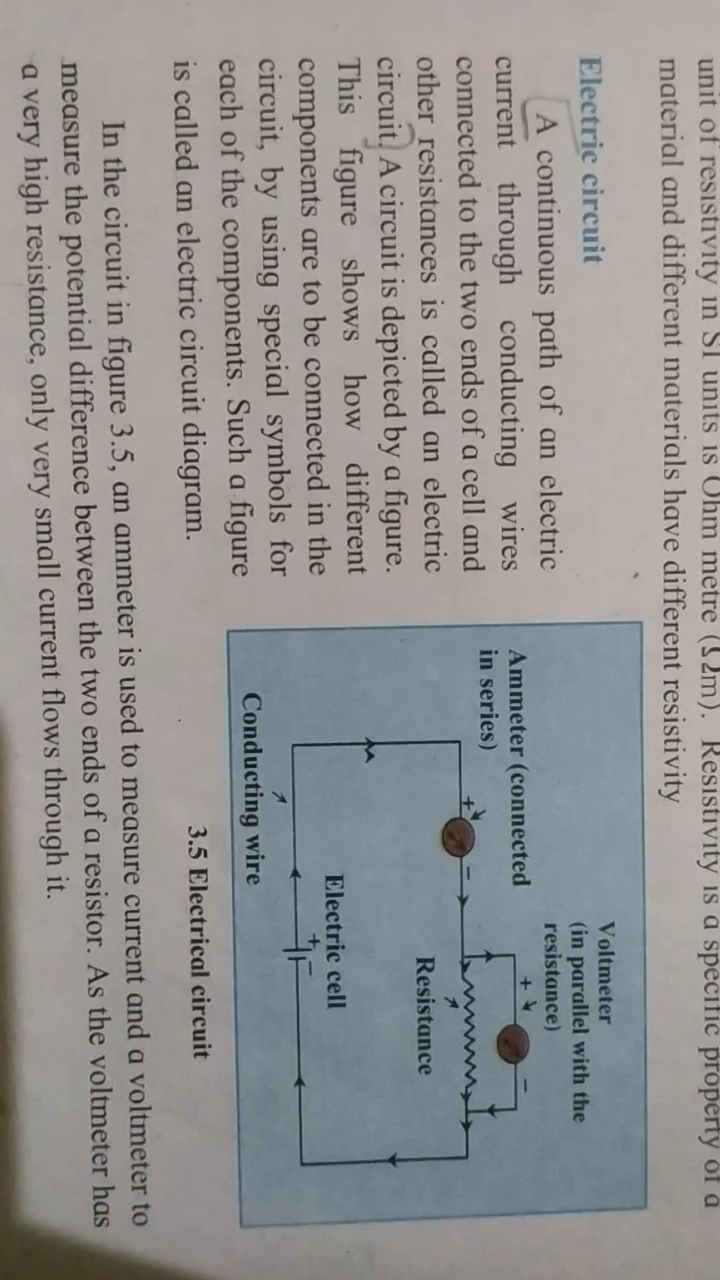 unit of resistivity in SI units is Ohm metre (Ωm). Resistivity is a specific property of a
material and different materials have different resistivity
Electric circuit
A continuous path of an electric
current through conducting wires
connected to the two ends of a cell and
other resistances is called an electric
circuit. A circuit is depicted by a figure.
This figure shows how different
components are to be connected in the
circuit, by using special symbols for
each of the components. Such a figure
is called an electric circuit diagram.
Voltmeter
(in parallel with the
resistance)
Ammeter (connected
in series)
+ -
+ -
Resistance
Electric cell
+ -
Conducting wire
3.5 Electrical circuit
In the circuit in figure 3.5, an ammeter is used to measure current and a voltmeter to
measure the potential difference between the two ends of a resistor. As the voltmeter has
a very high resistance, only very small current flows through it.